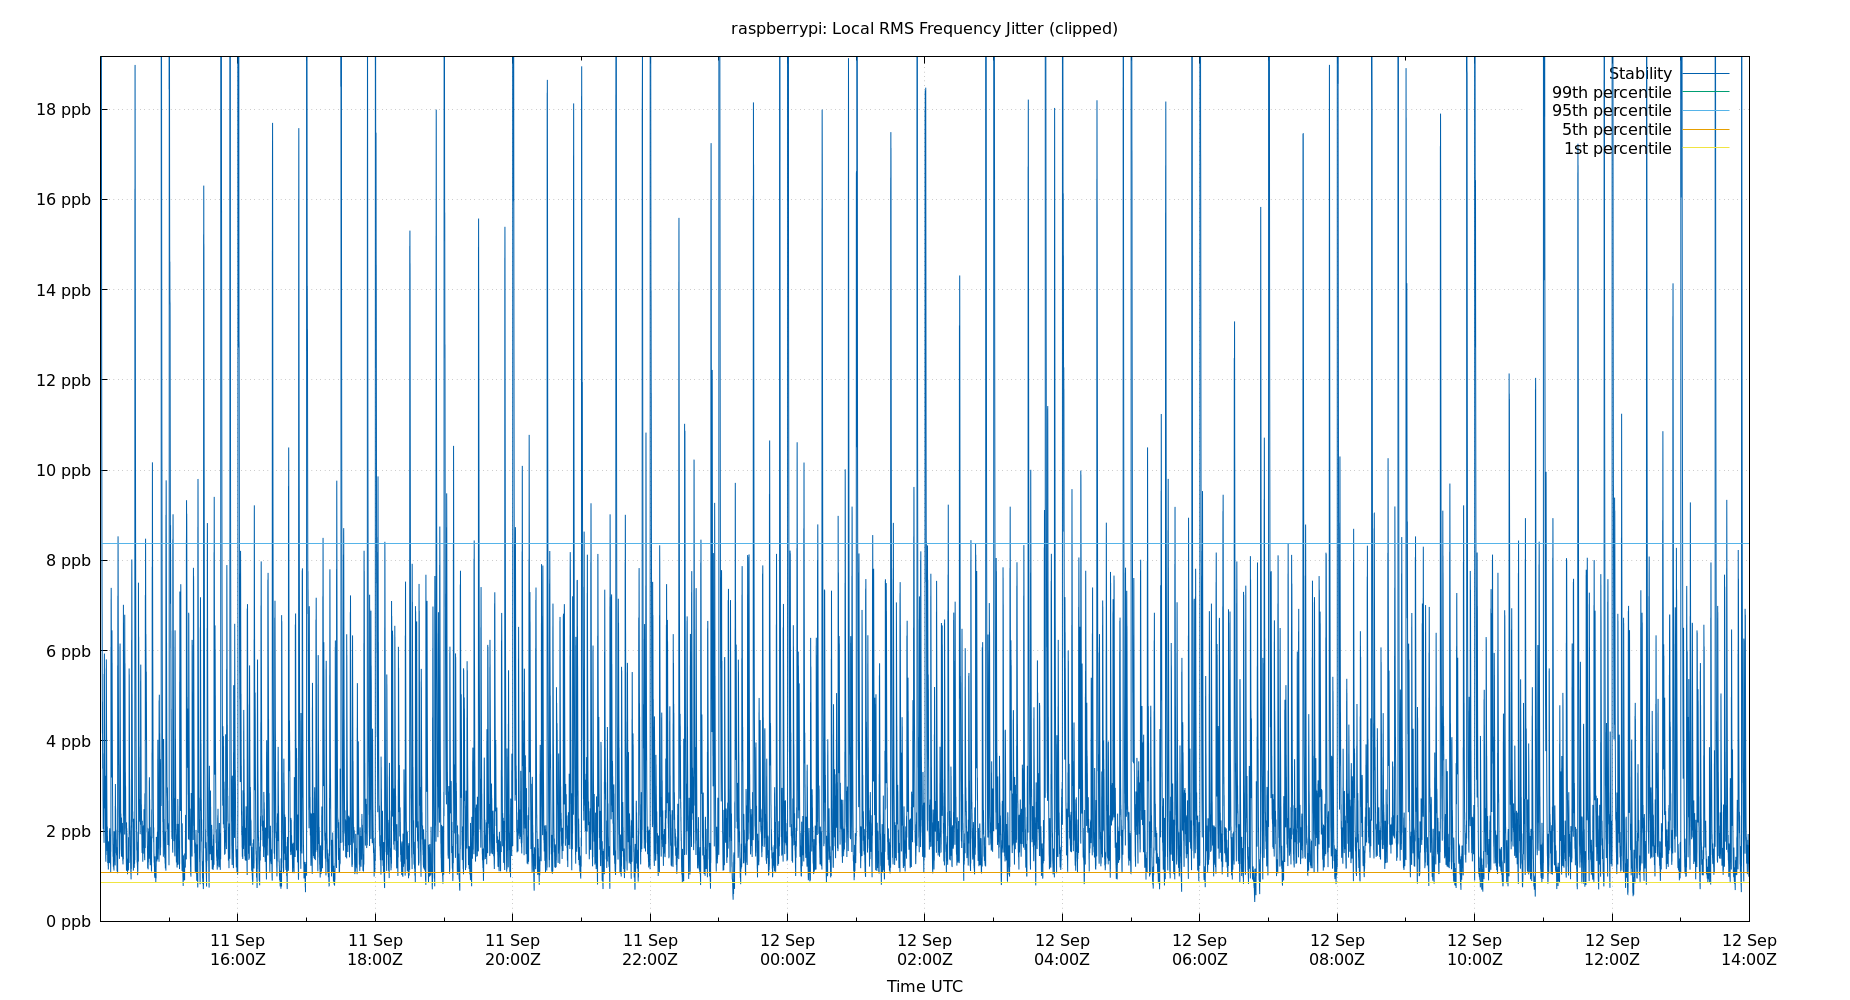 raspberrypi: Local RMS Frequency Jitter (clipped)
Stability
99th percentile
95th percentile
5th percentile
1st percentile
18 ppb
16 ppb
14 ppb
12 ppb
10 ppb
8 ppb
6 ppb
4 ppb
2 ppb
0 ppb
11 Sep 11 Sep 11 Sep 11 Sep 12 Sep 12 Sep 12 Sep 12 Sep 12 Sep 12 Sep 12 Sep 12 Sep
16:00Z 18:00Z 20:00Z 22:00Z 00:00Z 02:00Z 04:00Z 06:00Z 08:00Z 10:00Z 12:00Z 14:00Z
Time UTC